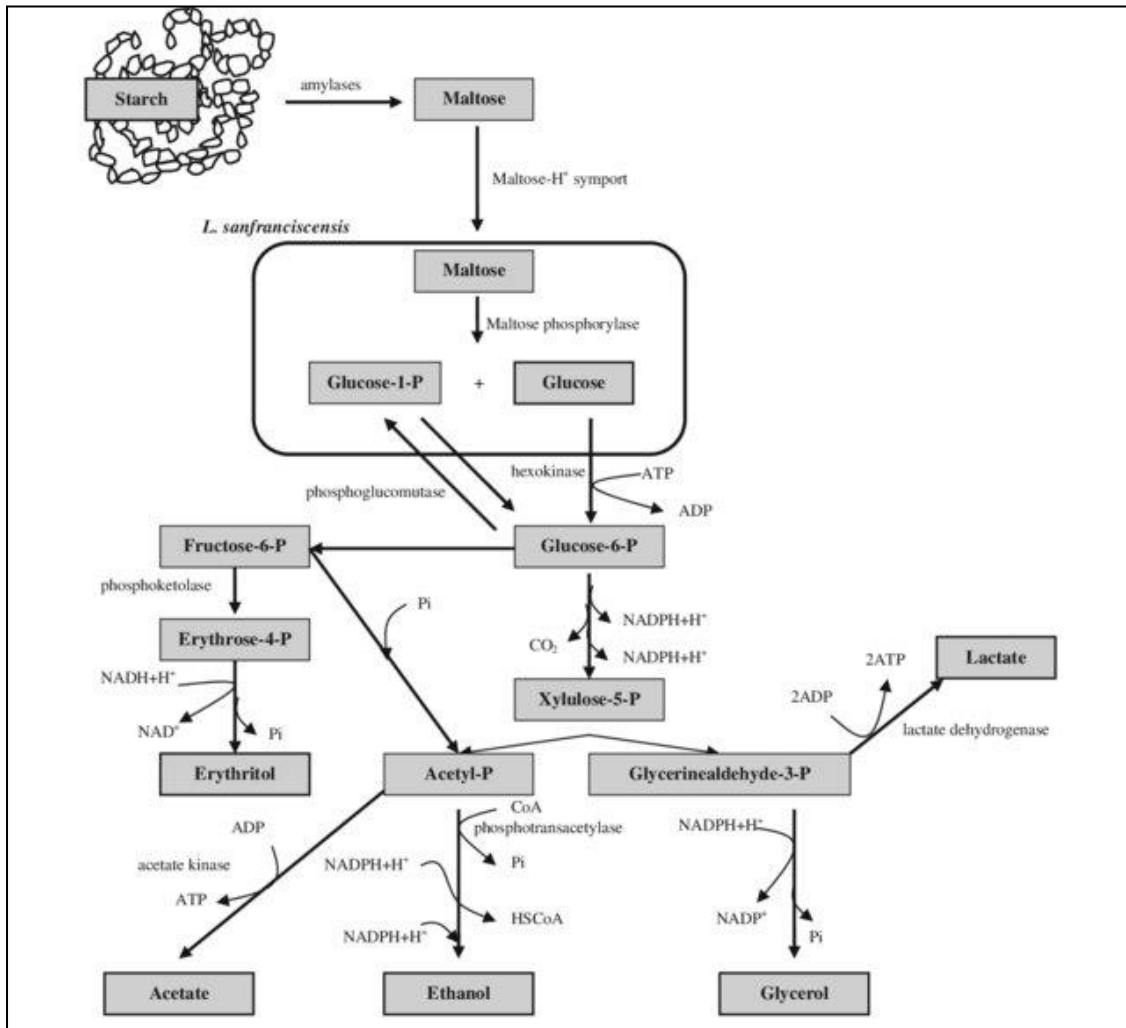 Starch
amylases
Maltose
Maltose-H⁺ symport
L. sanfranciscensis
Maltose
Maltose phosphorylase
Glucose-1-P + Glucose
hexokinase
ATP
phosphoglucomutase
ADP
Fructose-6-P
Glucose-6-P
phosphoketolase
Pi
Erythrose-4-P
NADPH+H⁺
CO₂
NADPH+H⁺
Lactate
NADH+H⁺
2ATP
Xylulose-5-P
2ADP
NAD⁺
Pi
lactate dehydrogenase
Erythritol
Acetyl-P
Glycerinealdehyde-3-P
CoA
ADP
phosphotransacetylase
NADPH+H⁺
acetate kinase
NADPH+H⁺
Pi
ATP
HSCoA
NADP⁺
NADPH+H⁺
Pi
Acetate
Ethanol
Glycerol